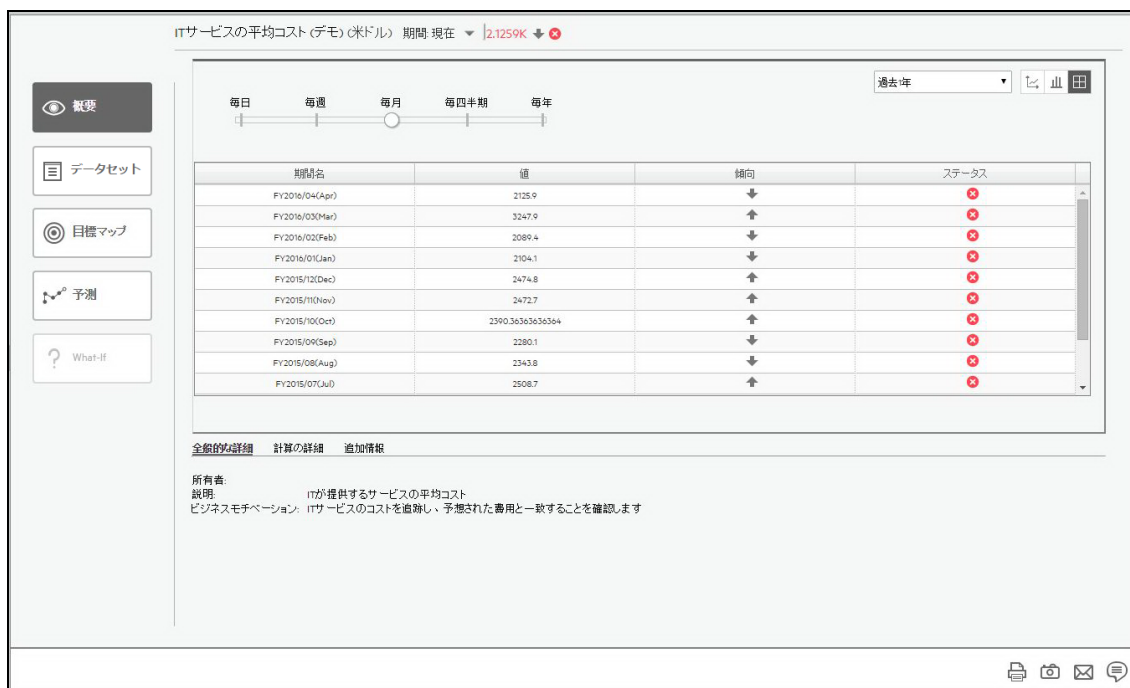 ITサービスの平均コスト (デモ) (米ドル) 期間: 現在 2.1259K
概要
データセット
目標マップ
予測
What-If
過去1年
毎日 毎週 毎月 毎四半期 毎年
期間名 値 傾向 ステータス
FY2016/04(Apr) 2125.9
FY2016/03(Mar) 3247.9
FY2016/02(Feb) 2089.4
FY2016/01(Jan) 2104.1
FY2015/12(Dec) 2474.8
FY2015/11(Nov) 2472.7
FY2015/10(Oct) 2390.36363636364
FY2015/09(Sep) 2280.1
FY2015/08(Aug) 2343.8
FY2015/07(Jul) 2508.7
全般的な詳細 計算の詳細 追加情報
所有者:
説明: ITが提供するサービスの平均コスト
ビジネスモチベーション: ITサービスのコストを追跡し、予想された費用と一致することを確認します